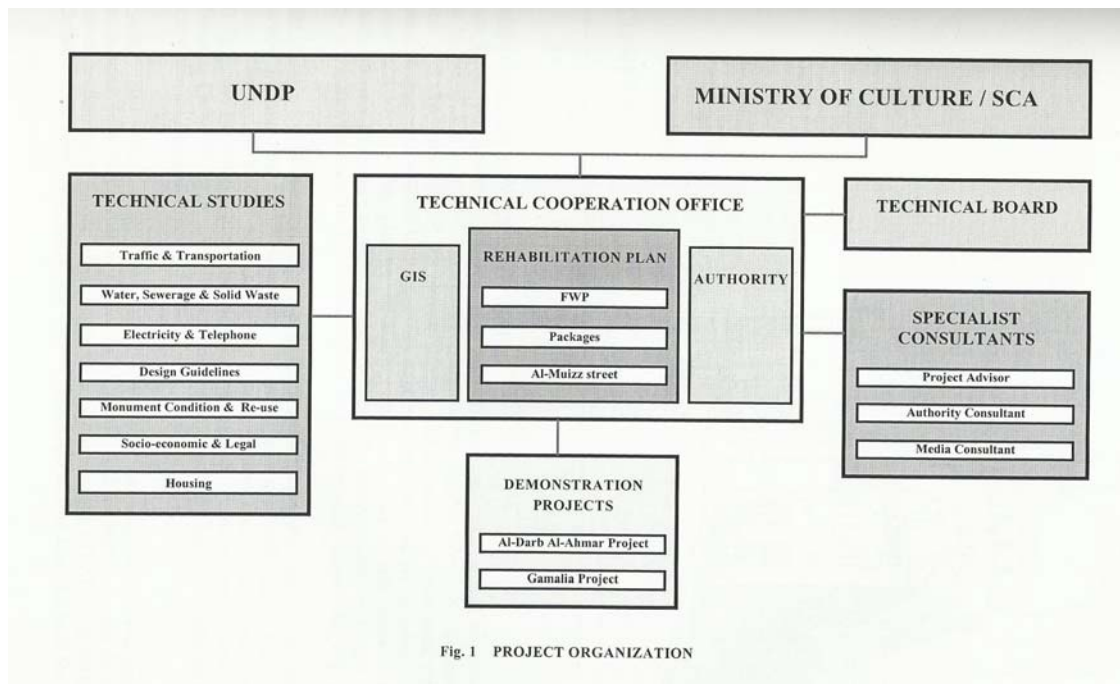 UNDP
MINISTRY OF CULTURE / SCA
TECHNICAL STUDIES
Traffic & Transportation
Water, Sewerage & Solid Waste
Electricity & Telephone
Design Guidelines
Monument Condition & Re-use
Socio-economic & Legal
Housing
TECHNICAL COOPERATION OFFICE
GIS
REHABILITATION PLAN
FWP
Packages
Al-Muizz street
AUTHORITY
TECHNICAL BOARD
SPECIALIST
CONSULTANTS
Project Advisor
Authority Consultant
Media Consultant
DEMONSTRATION
PROJECTS
Al-Darb Al-Ahmar Project
Gamalia Project
Fig. 1 PROJECT ORGANIZATION